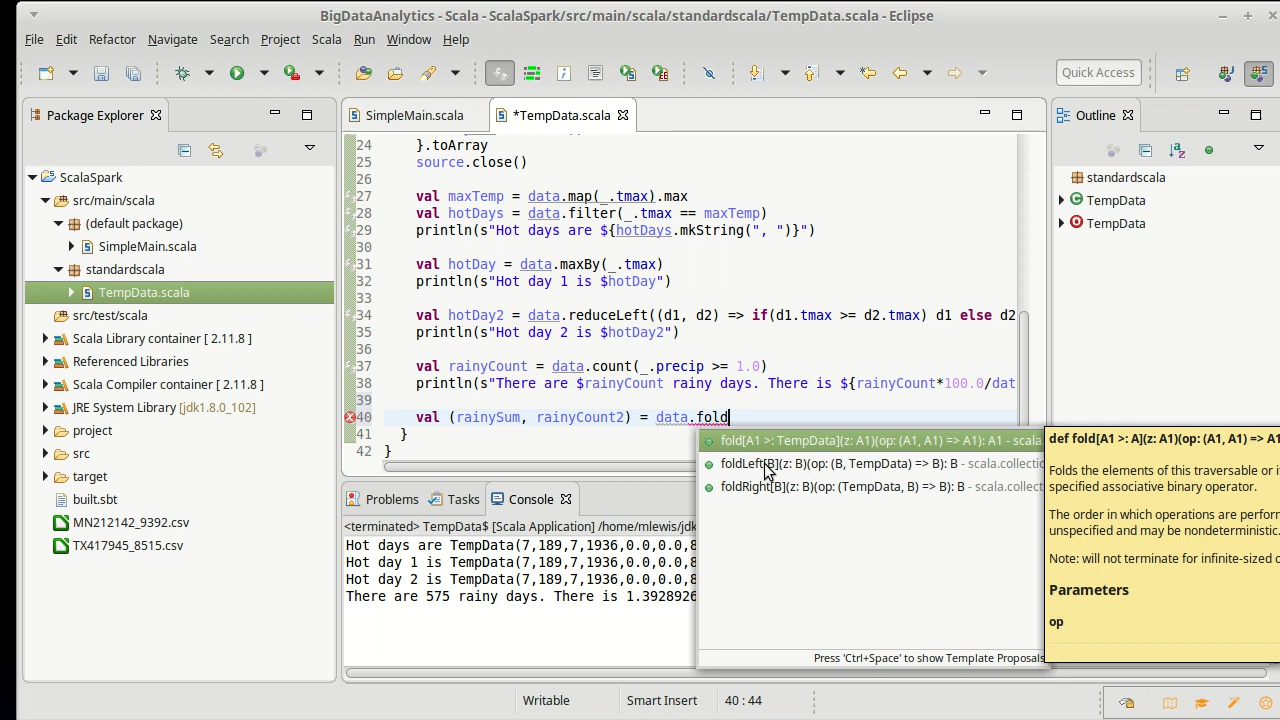 BigDataAnalytics - Scala - ScalaSpark/src/main/scala/standardscala/TempData.scala - Eclipse
File Edit Refactor Navigate Search Project Scala Run Window Help
Quick Access
Package Explorer
ScalaSpark
src/main/scala
(default package)
SimpleMain.scala
standardscala
TempData.scala
src/test/scala
Scala Library container [ 2.11.8 ]
Referenced Libraries
Scala Compiler container [ 2.11.8 ]
JRE System Library [jdk1.8.0_102]
project
src
target
built.sbt
MN212142_9392.csv
TX417945_8515.csv
SimpleMain.scala
*TempData.scala
24 }.toArray
25 source.close()
26
27 val maxTemp = data.map(_.tmax).max
28 val hotDays = data.filter(_.tmax == maxTemp)
29 println(s"Hot days are ${hotDays.mkString(", ")}")
30
31 val hotDay = data.maxBy(_.tmax)
32 println(s"Hot day 1 is $hotDay")
33
34 val hotDay2 = data.reduceLeft((d1, d2) => if(d1.tmax >= d2.tmax) d1 else d2
35 println(s"Hot day 2 is $hotDay2")
36
37 val rainyCount = data.count(_.precip >= 1.0)
38 println(s"There are $rainyCount rainy days. There is ${rainyCount*100.0/dat
39
40 val (rainySum, rainyCount2) = data.fold
41 }
42 }
fold[A1 >: TempData](z: A1)(op: (A1, A1) => A1): A1 - scala
foldLeft[B](z: B)(op: (B, TempData) => B): B - scala.collectio
foldRight[B](z: B)(op: (TempData, B) => B): B - scala.collect
Press 'Ctrl+Space' to show Template Proposals
def fold[A1 >: A](z: A1)(op: (A1, A1) => A1
Folds the elements of this traversable or it
specified associative binary operator.
The order in which operations are perform
unspecified and may be nondeterministic.
Note: will not terminate for infinite-sized c
Parameters
op
Problems
Tasks
Console
<terminated> TempData$ [Scala Application] /home/mlewis/jdk
Hot days are TempData(7,189,7,1936,0.0,0.0,8
Hot day 1 is TempData(7,189,7,1936,0.0,0.0,8
Hot day 2 is TempData(7,189,7,1936,0.0,0.0,8
There are 575 rainy days. There is 1.3928926
Outline
standardscala
TempData
TempData
Writable
Smart Insert
40 : 44